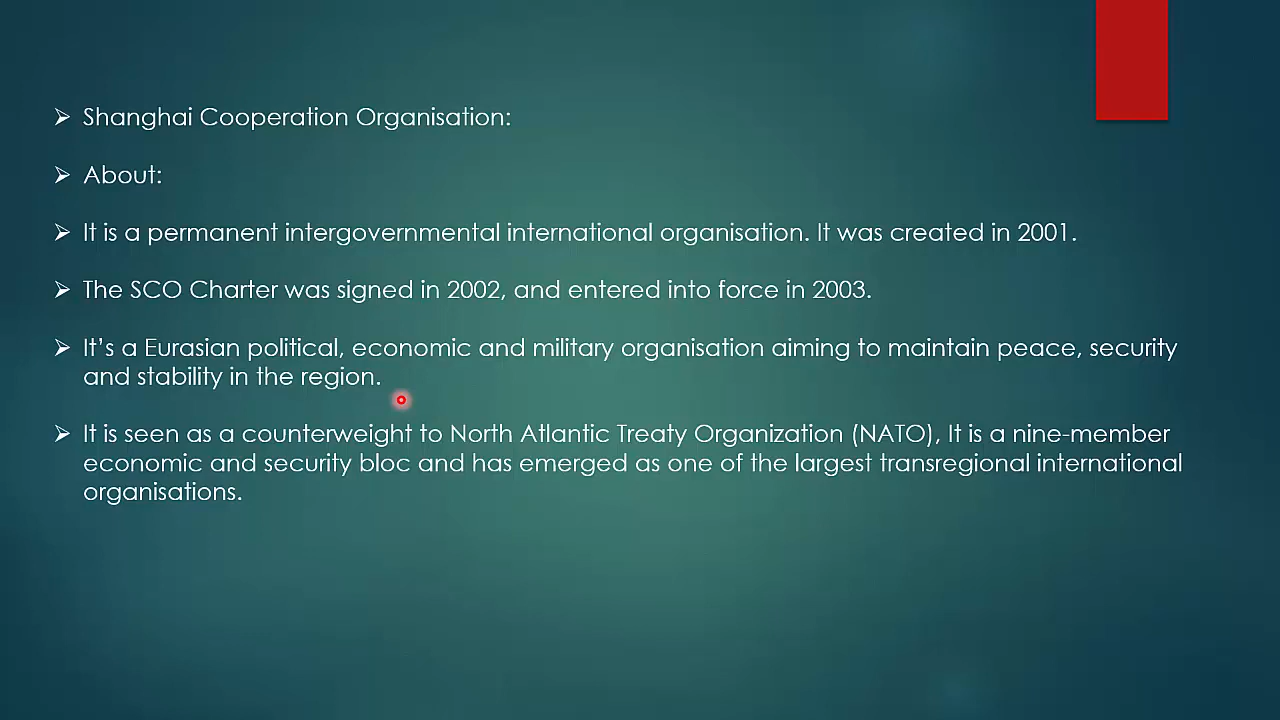 Shanghai Cooperation Organisation:
About:
It is a permanent intergovernmental international organisation. It was created in 2001.
The SCO Charter was signed in 2002, and entered into force in 2003.
It’s a Eurasian political, economic and military organisation aiming to maintain peace, security
and stability in the region.
It is seen as a counterweight to North Atlantic Treaty Organization (NATO), It is a nine-member
economic and security bloc and has emerged as one of the largest transregional international
organisations.